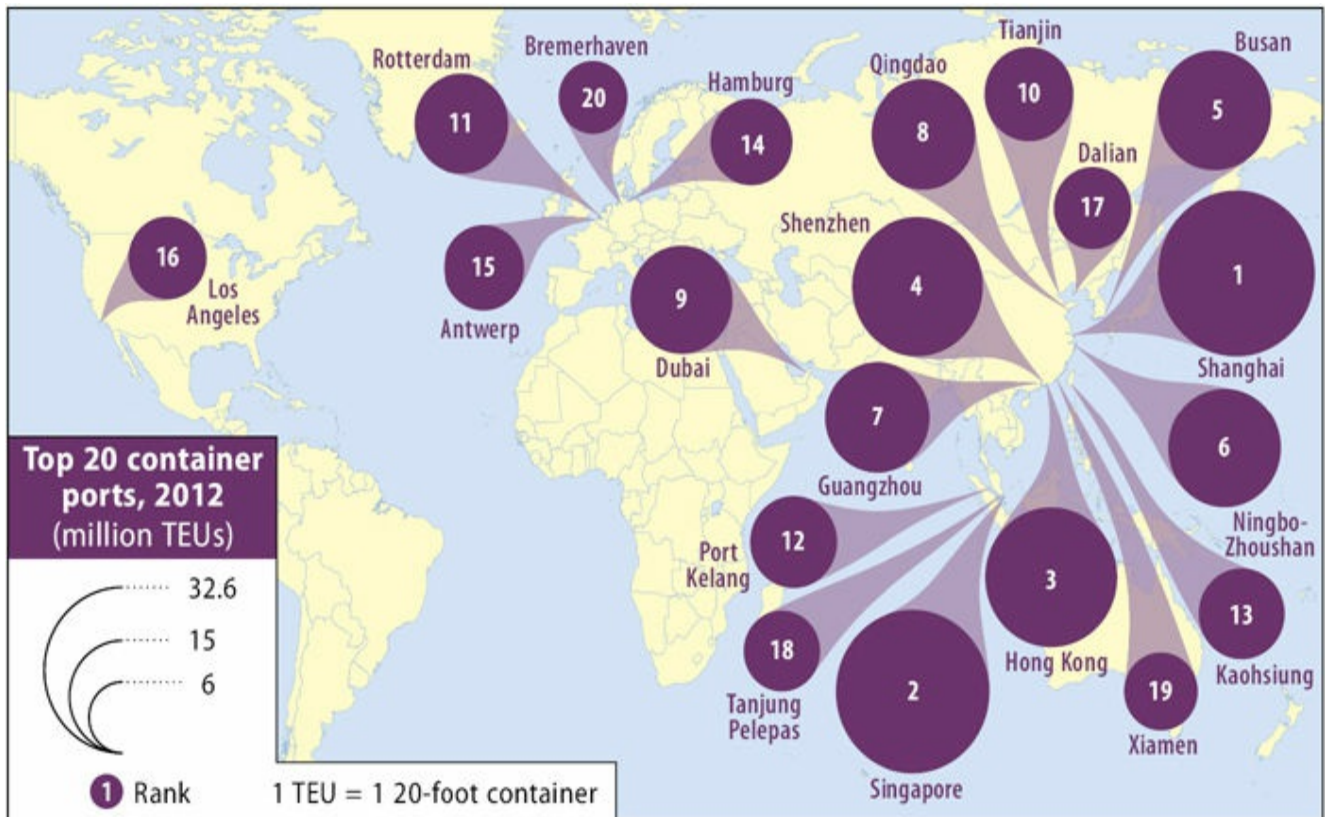 Rotterdam
11
Bremerhaven
20
Hamburg
14
Qingdao
8
Tianjin
10
Busan
5
Dalian
17
16
Los
Angeles
15
Antwerp
9
Dubai
Shenzhen
4
1
Shanghai
7
Guangzhou
6
Ningbo-
Zhoushan
12
Port
Kelang
18
Tanjung
Pelepas
2
Singapore
3
Hong Kong
19
Xiamen
13
Kaohsiung
Top 20 container
ports, 2012
(million TEUs)
32.6
15
6
1 Rank
1 TEU = 1 20-foot container